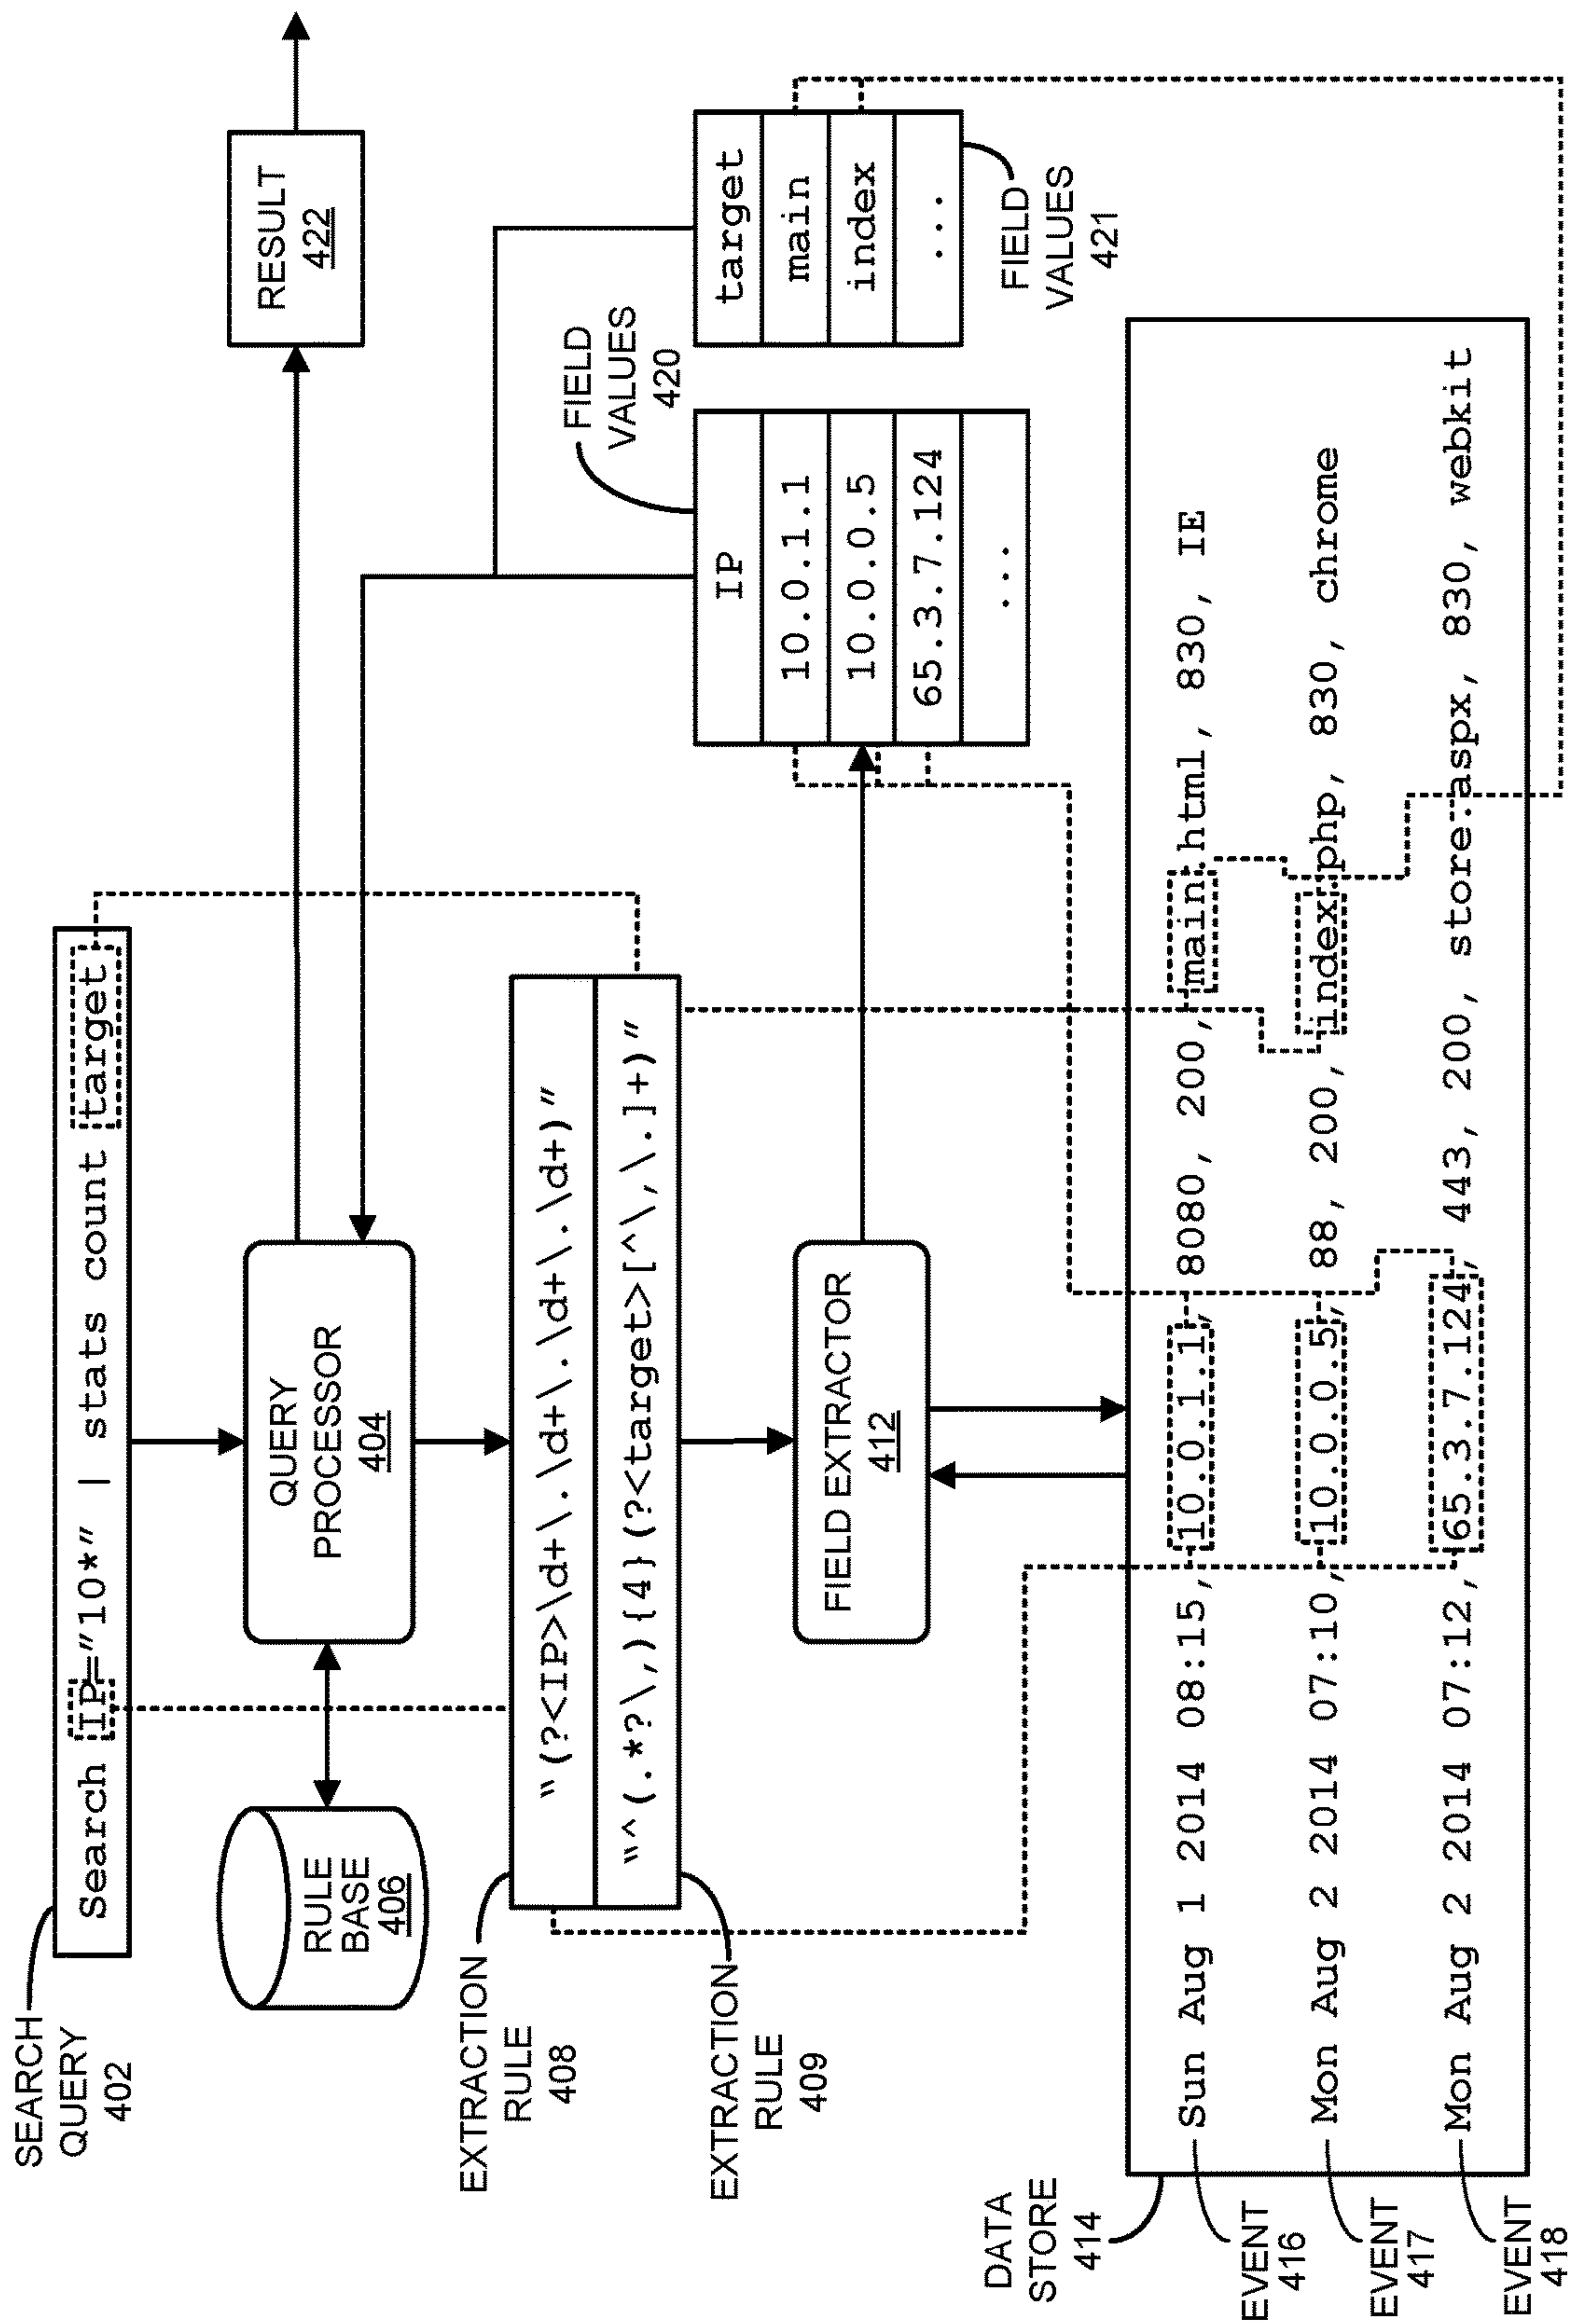 SEARCH
QUERY
402
Search IP="10*" | stats count target
RULE
BASE
406
QUERY
PROCESSOR
404
RESULT
422
EXTRACTION
RULE
408
"(?<IP>\d+\.\d+\.\d+\.\d+)"
EXTRACTION
RULE
409
"^(.*?\,){4}(?<target>[^\,\.]+)"
FIELD
VALUES
420
FIELD EXTRACTOR
412
IP
10.0.1.1
10.0.0.5
65.3.7.124
...
target
main
index
...
FIELD
VALUES
421
DATA
STORE
414
EVENT
416
Sun Aug 1 2014 08:15, 10.0.1.1, 8080, 200, main.html, 830, IE
EVENT
417
Mon Aug 2 2014 07:10, 10.0.0.5, 88, 200, index.php, 830, chrome
EVENT
418
Mon Aug 2 2014 07:12, 65.3.7.124, 443, 200, store.aspx, 830, webkit